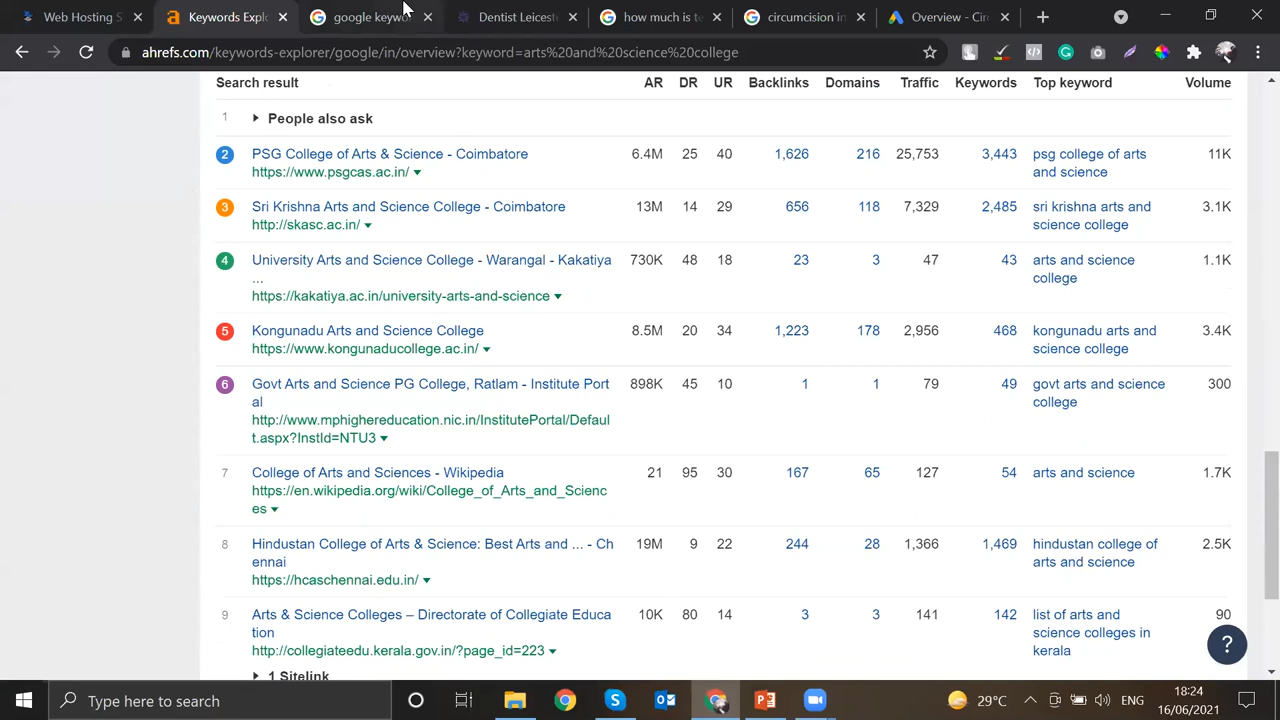 Web Hosting S
Keywords Expl
google keywo
Dentist Leiceste
how much is te
circumcision in
Overview - Circ
ahrefs.com/keywords-explorer/google/in/overview?keyword=arts%20and%20science%20college
Search result AR DR UR Backlinks Domains Traffic Keywords Top keyword Volume
1 People also ask
2 PSG College of Arts & Science - Coimbatore 6.4M 25 40 1,626 216 25,753 3,443 psg college of arts 11K
https://www.psgcas.ac.in/ and science
3 Sri Krishna Arts and Science College - Coimbatore 13M 14 29 656 118 7,329 2,485 sri krishna arts and 3.1K
http://skasc.ac.in/ science college
4 University Arts and Science College - Warangal - Kakatiya 730K 48 18 23 3 47 43 arts and science 1.1K
... college
https://kakatiya.ac.in/university-arts-and-science
5 Kongunadu Arts and Science College 8.5M 20 34 1,223 178 2,956 468 kongunadu arts and 3.4K
https://www.kongunaducollege.ac.in/ science college
6 Govt Arts and Science PG College, Ratlam - Institute Port 898K 45 10 1 1 79 49 govt arts and science 300
al college
http://www.mphighereducation.nic.in/InstitutePortal/Defaul
t.aspx?InstId=NTU3
7 College of Arts and Sciences - Wikipedia 21 95 30 167 65 127 54 arts and science 1.7K
https://en.wikipedia.org/wiki/College_of_Arts_and_Scienc
es
8 Hindustan College of Arts & Science: Best Arts and ... - Ch 19M 9 22 244 28 1,366 1,469 hindustan college of 2.5K
ennai arts and science
https://hcaschennai.edu.in/
9 Arts & Science Colleges – Directorate of Collegiate Educa 10K 80 14 3 3 141 142 list of arts and 90
tion science colleges in
http://collegiateedu.kerala.gov.in/?page_id=223 kerala
1 Sitelink
?
Type here to search
29°C
ENG
18:24
16/06/2021